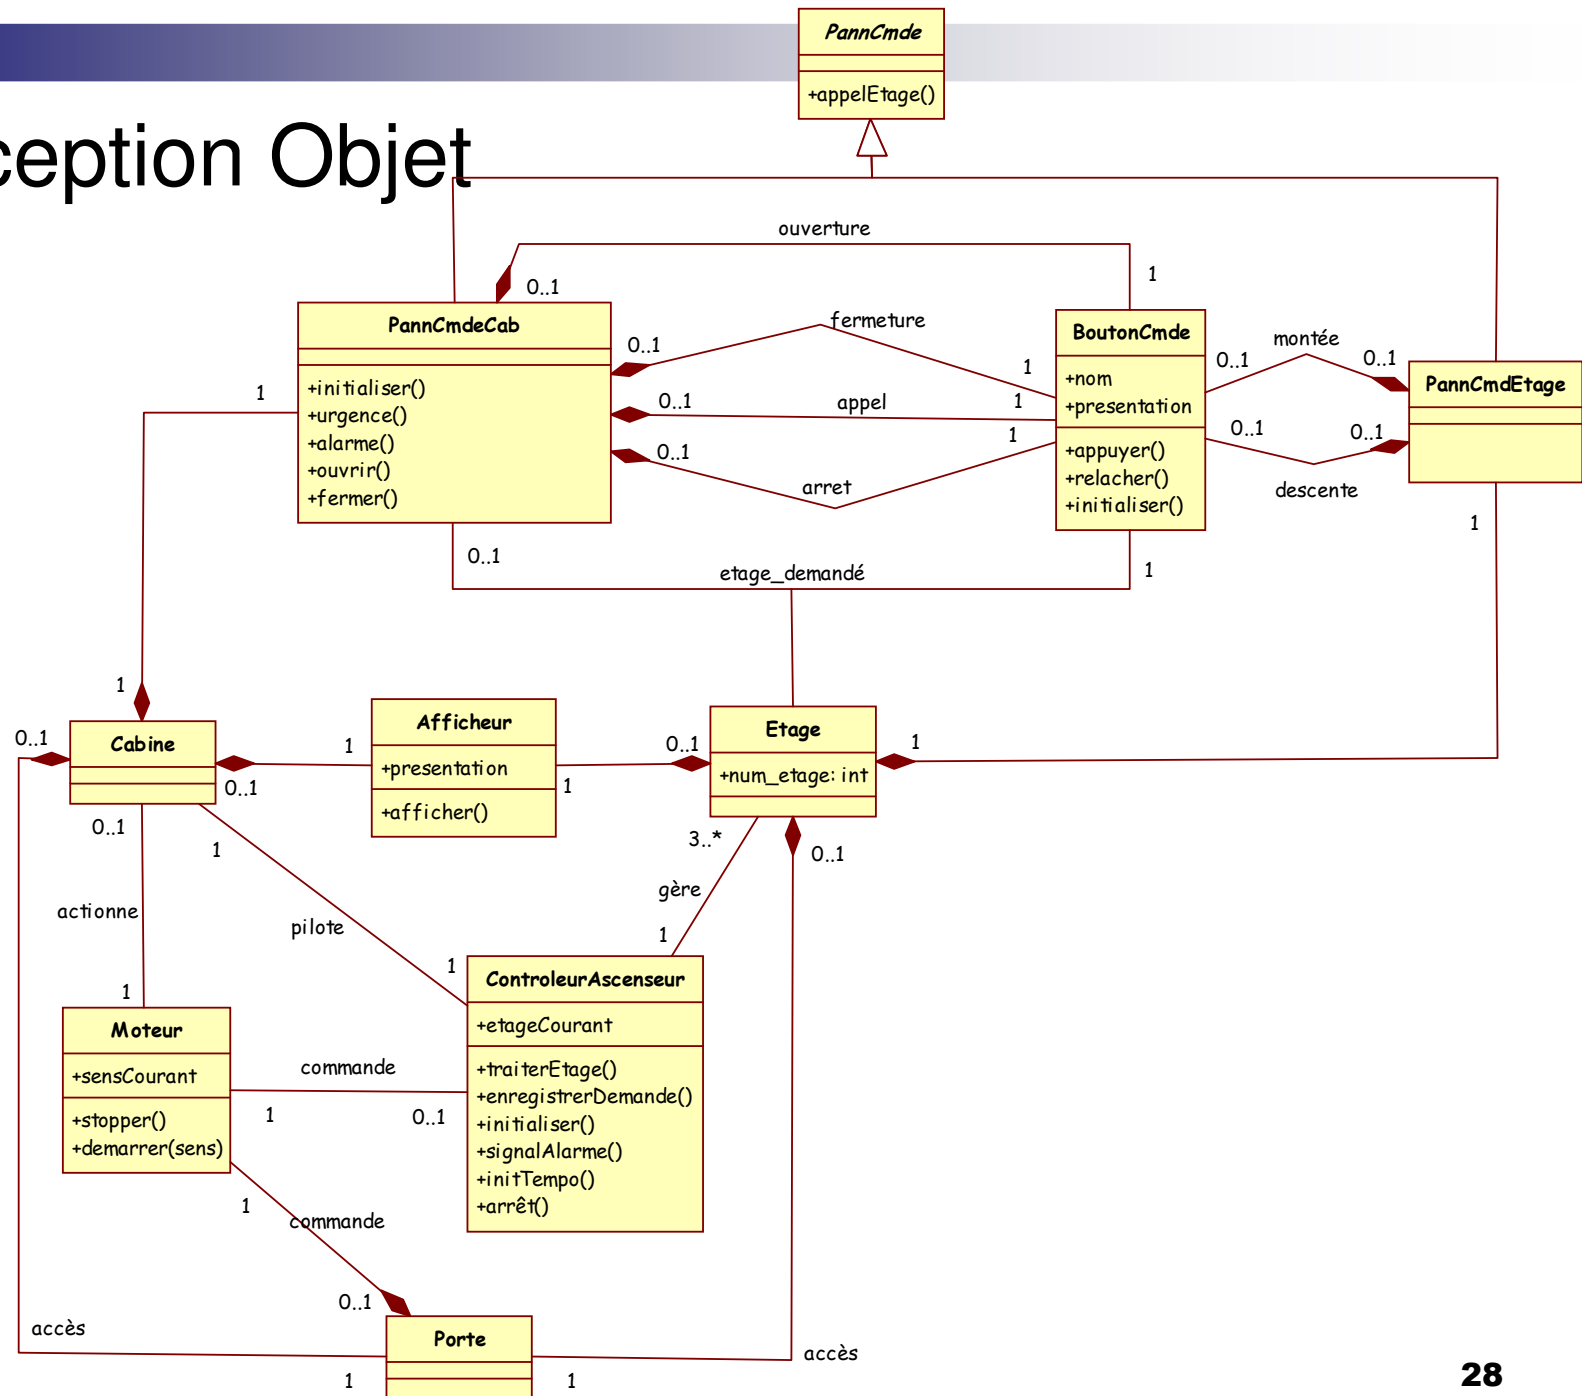 PannCmde
+appelEtage()
ception Objet
ouverture
0..1
1
PannCmdeCab
+initialiser()
+urgence()
+alarme()
+ouvrir()
+fermer()
fermeture
0..1
1
0..1
appel
1
0..1
arret
1
BoutonCmde
+nom
+presentation
+appuyer()
+relacher()
+initialiser()
montée
0..1
0..1
0..1
0..1
descente
PannCmdEtage
1
1
0..1
etage_demandé
1
1
0..1
Cabine
1
0..1
Afficheur
+presentation
+afficher()
0..1
1
Etage
+num_etage: int
1
0..1
1
3..*
0..1
gère
1
actionne
pilote
1
1
ControleurAscenseur
+etageCourant
+traiterEtage()
+enregistrerDemande()
+initialiser()
+signalAlarme()
+initTempo()
+arrêt()
Moteur
+sensCourant
+stopper()
+demarrer(sens)
commande
1
0..1
1
commande
0..1
accès
Porte
accès
1
1
28